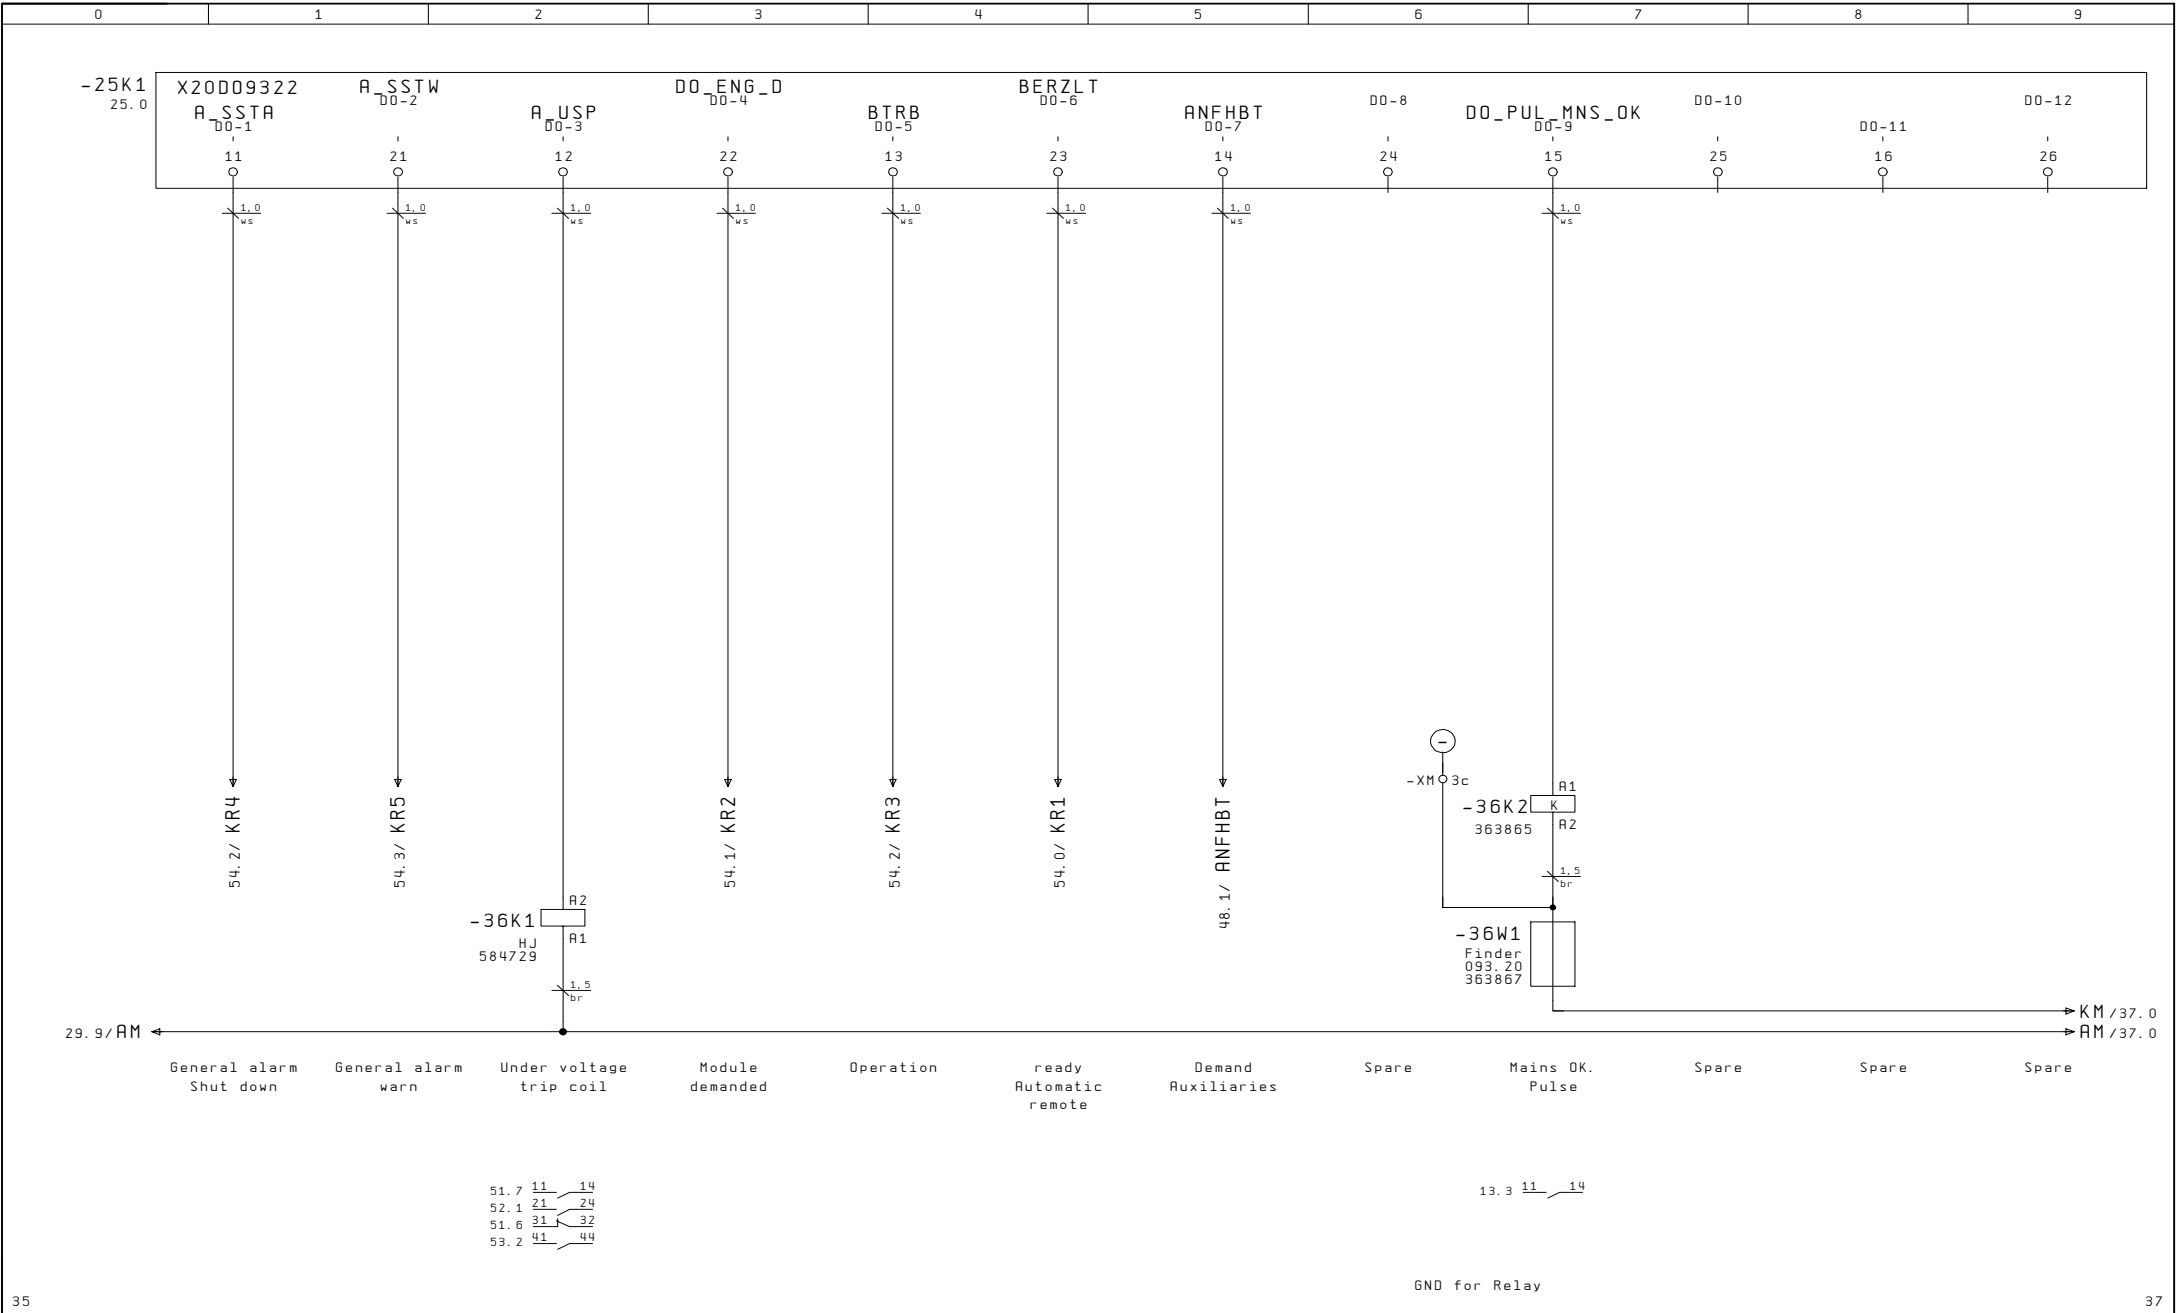 0 1 2 3 4 5 6 7 8 9
-25K1
25.0
X20DO9322
A_SSTA
DO-1
11
A_SSTW
DO-2
21
A_USP
DO-3
12
DO_ENG_D
DO-4
22
BTRB
DO-5
13
BERZLT
DO-6
23
ANFHBT
DO-7
14
DO-8
24
DO_PUL_MNS_OK
DO-9
15
DO-10
25
DO-11
16
DO-12
26
1,0
ws
1,0
ws
1,0
ws
1,0
ws
1,0
ws
1,0
ws
1,0
ws
1,0
ws
54.2/ KR4
54.3/ KR5
54.1/ KR2
54.2/ KR3
54.0/ KR1
48.1/ ANFHBT
-36K1
HJ
584729
A2
A1
1,5
br
-
-XM 3c
-36K2
363865
A1
K
A2
1,5
br
-36W1
Finder
093.20
363867
KM /37.0
29.9/AM
AM /37.0
General alarm
Shut down
General alarm
warn
Under voltage
trip coil
Module
demanded
Operation
ready
Automatic
remote
Demand
Auxiliaries
Spare
Mains OK.
Pulse
Spare
Spare
Spare
51.7 11 14
52.1 21 24
51.6 31 32
53.2 41 44
13.3 11 14
GND for Relay
35
37